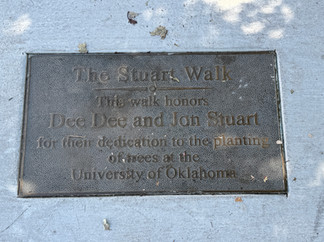 The Stuart Walk
This walk honors
Dee Dee and Jon Stuart
for their dedication to the planting
of trees at the
University of Oklahoma